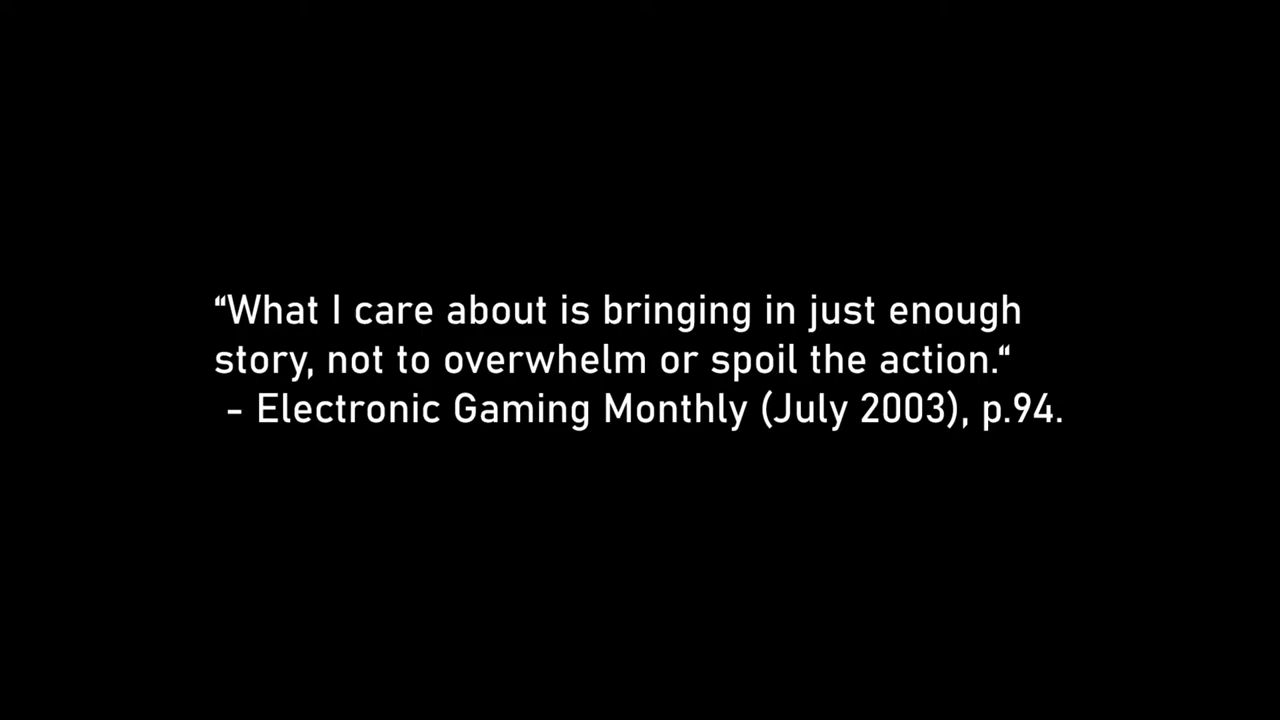 “What I care about is bringing in just enough
story, not to overwhelm or spoil the action.“
- Electronic Gaming Monthly (July 2003), p.94.